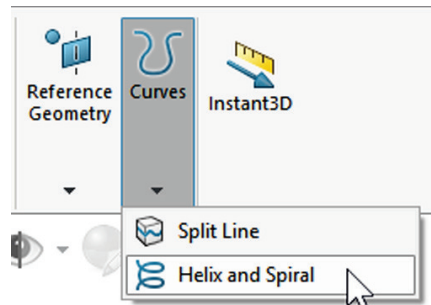 Reference
Geometry
Curves
Instant3D
Split Line
Helix and Spiral